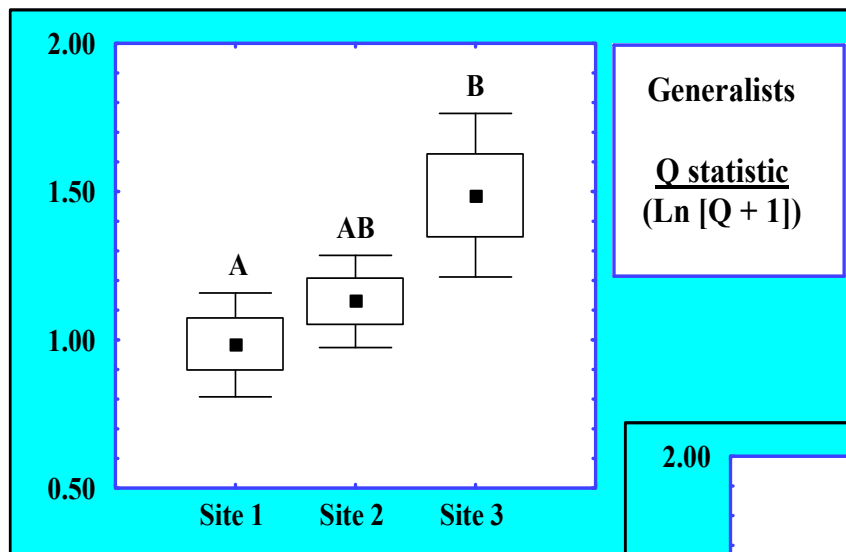 2.00
1.50
1.00
0.50
A
AB
B
Site 1
Site 2
Site 3
Generalists
Q statistic
(Ln [Q + 1])
2.00